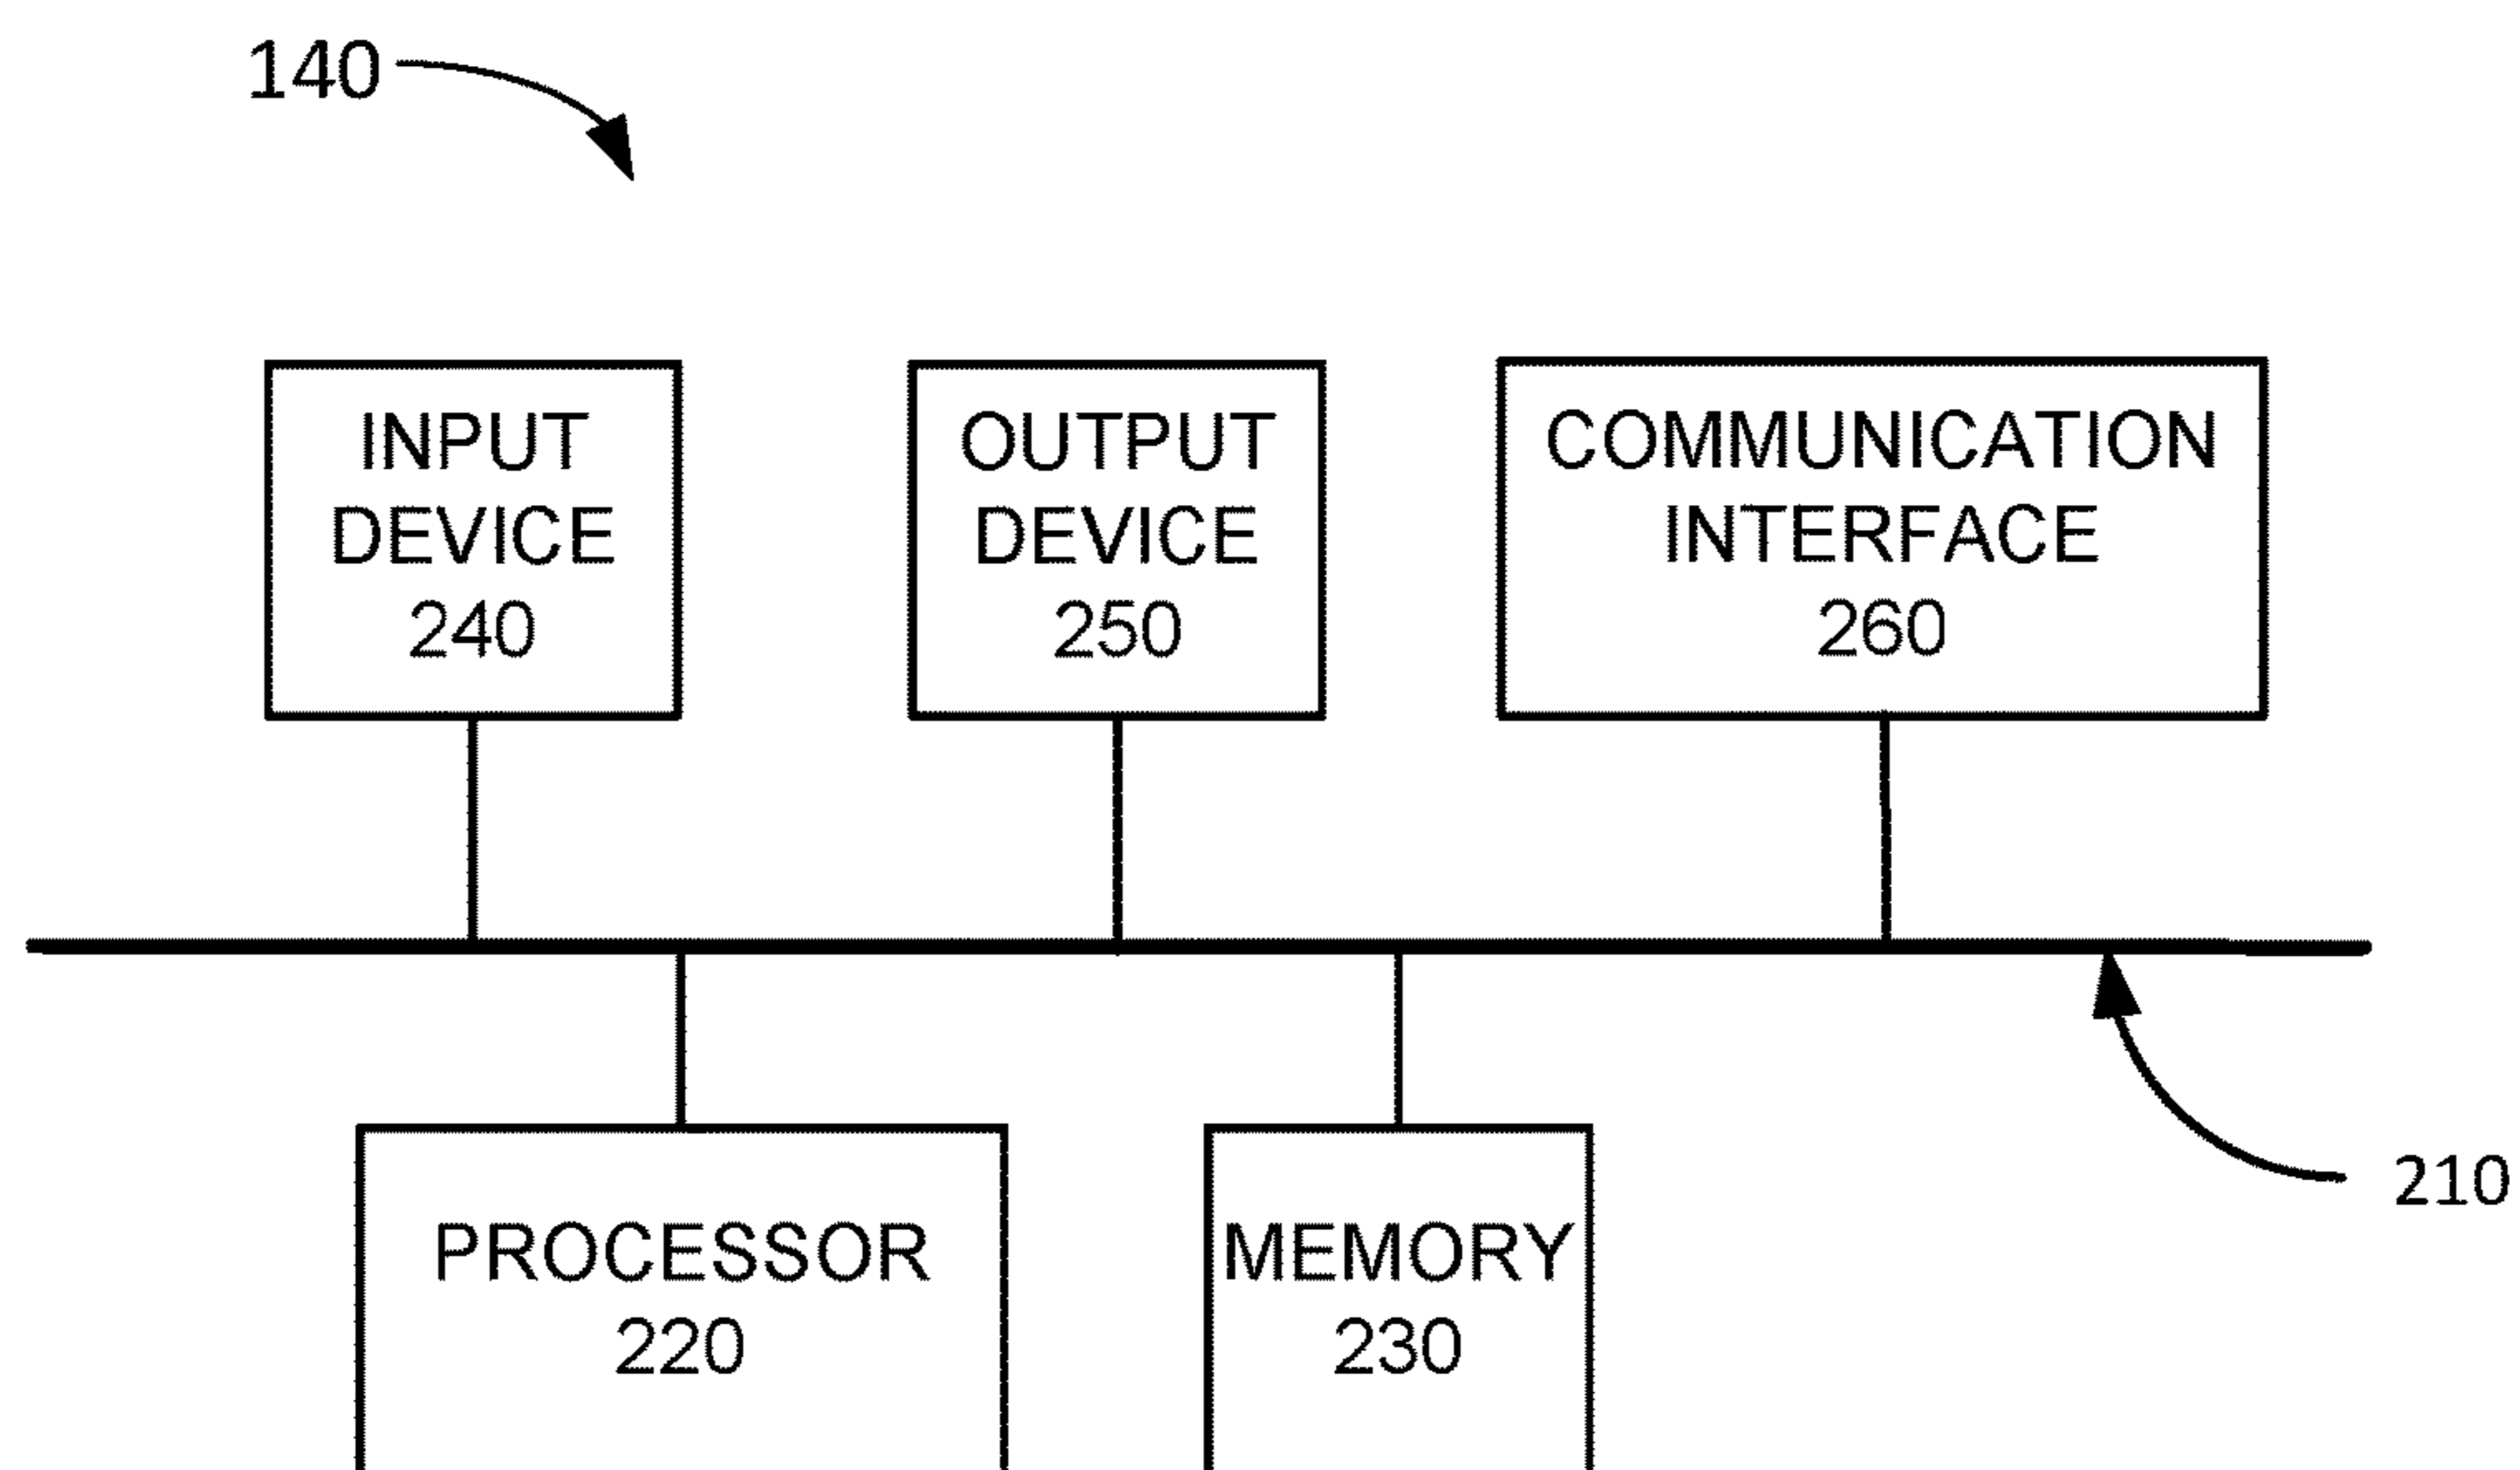 140
INPUT
DEVICE
240
OUTPUT
DEVICE
250
COMMUNICATION
INTERFACE
260
PROCESSOR
220
MEMORY
230
210